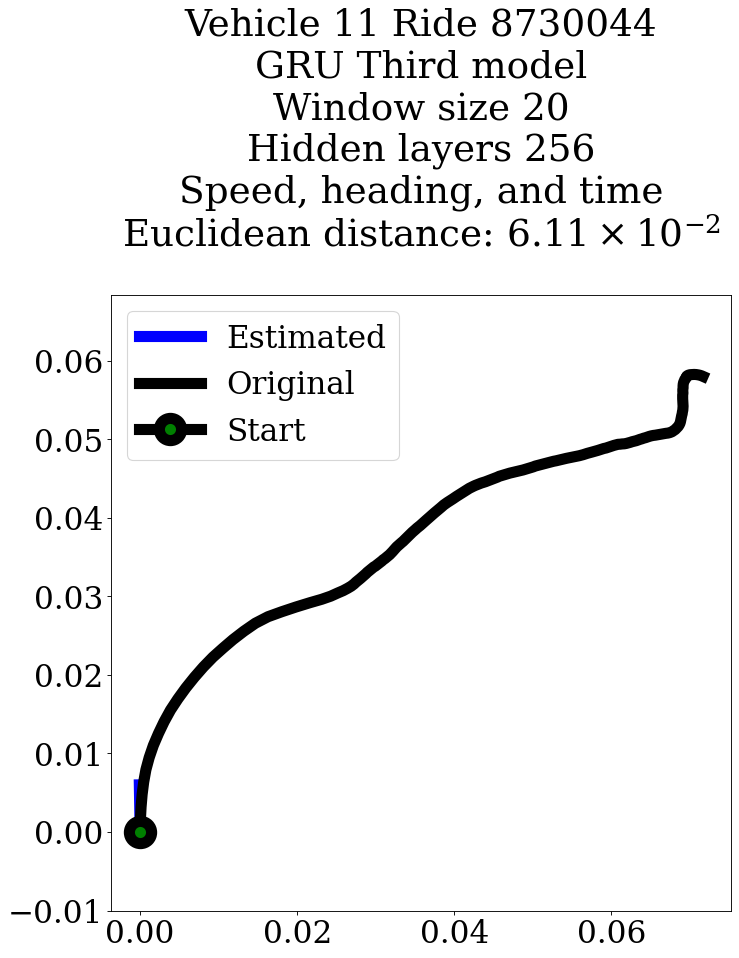 Vehicle 11 Ride 8730044
GRU Third model
Window size 20
Hidden layers 256
Speed, heading, and time
Euclidean distance: 6.11 × 10⁻²
Estimated
Original
Start
0.06
0.05
0.04
0.03
0.02
0.01
0.00
−0.01
0.00 0.02 0.04 0.06